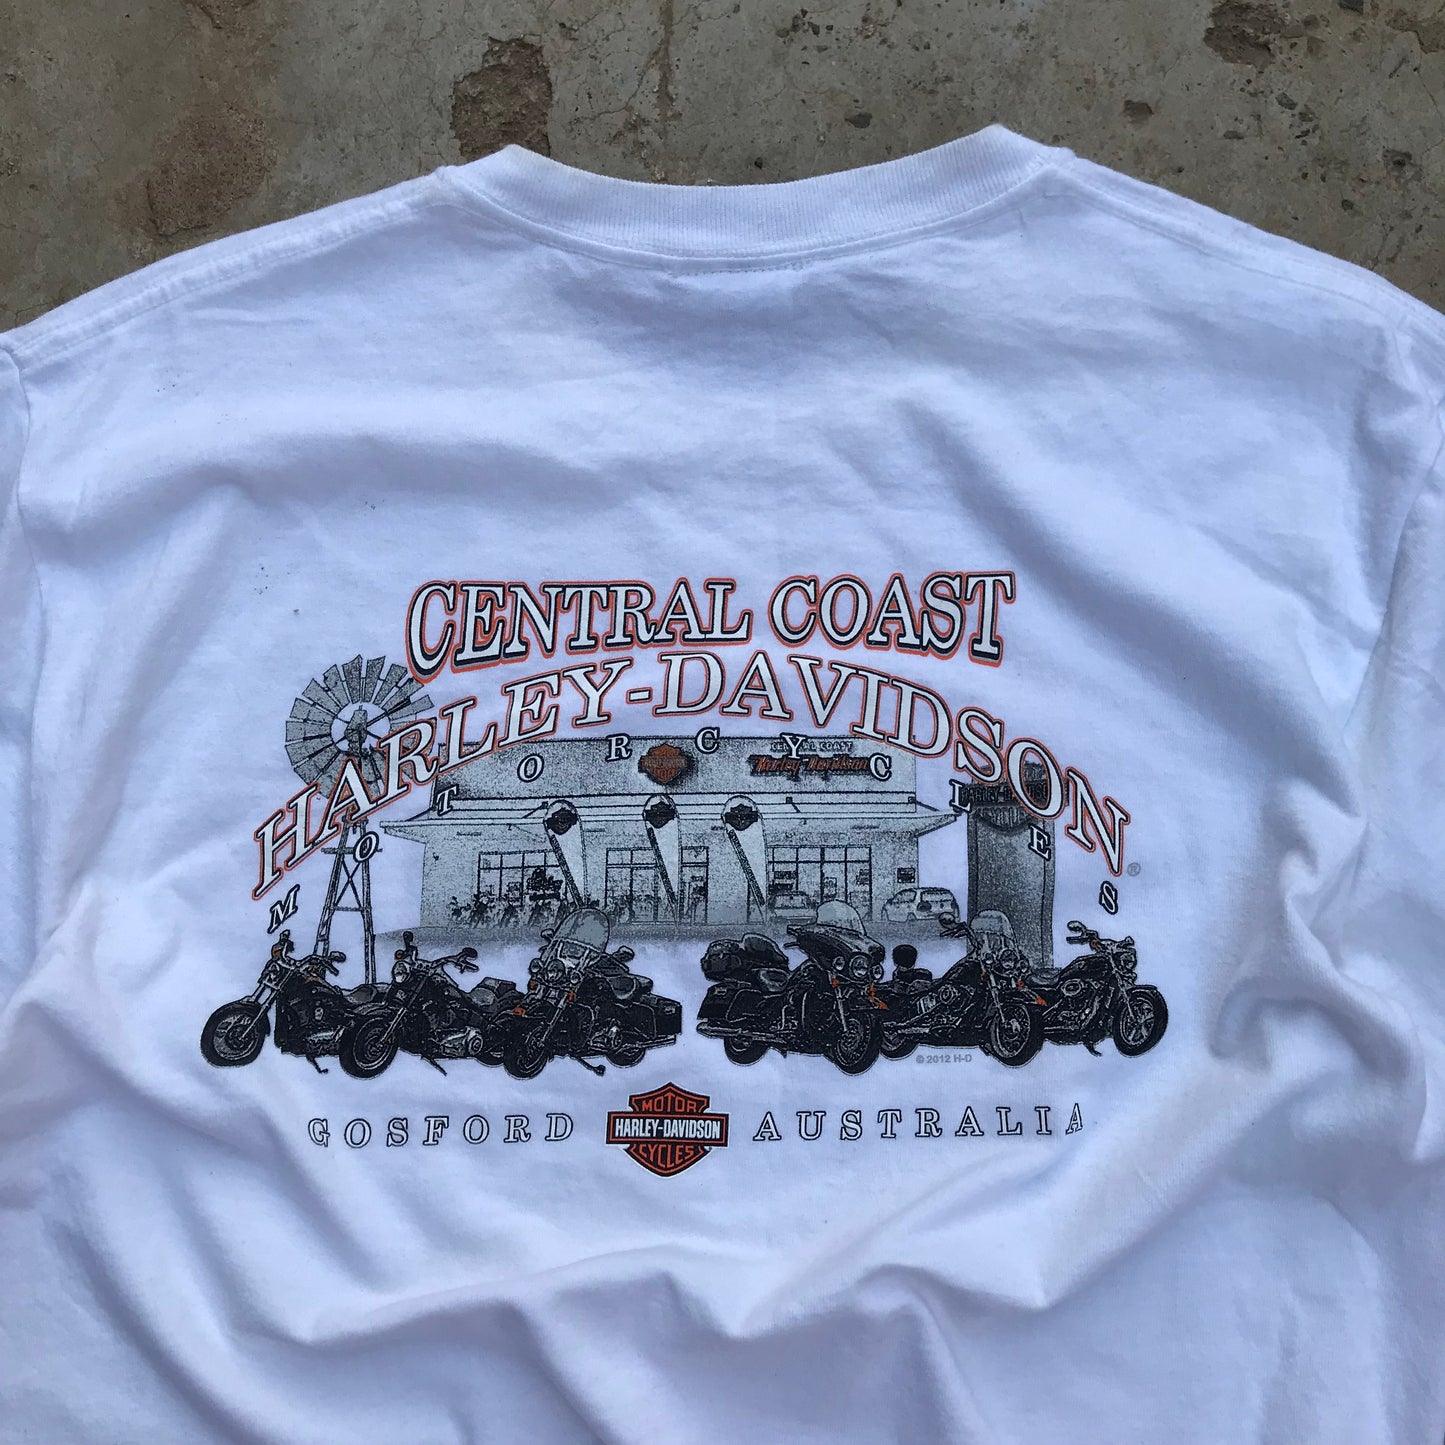 CENTRAL COAST
HARLEY-DAVIDSON®
MOTORCYCLES
CENTRAL COAST
Harley-Davidson
© 2012 H-D
GOSFORD
MOTOR
HARLEY-DAVIDSON
CYCLES
AUSTRALIA